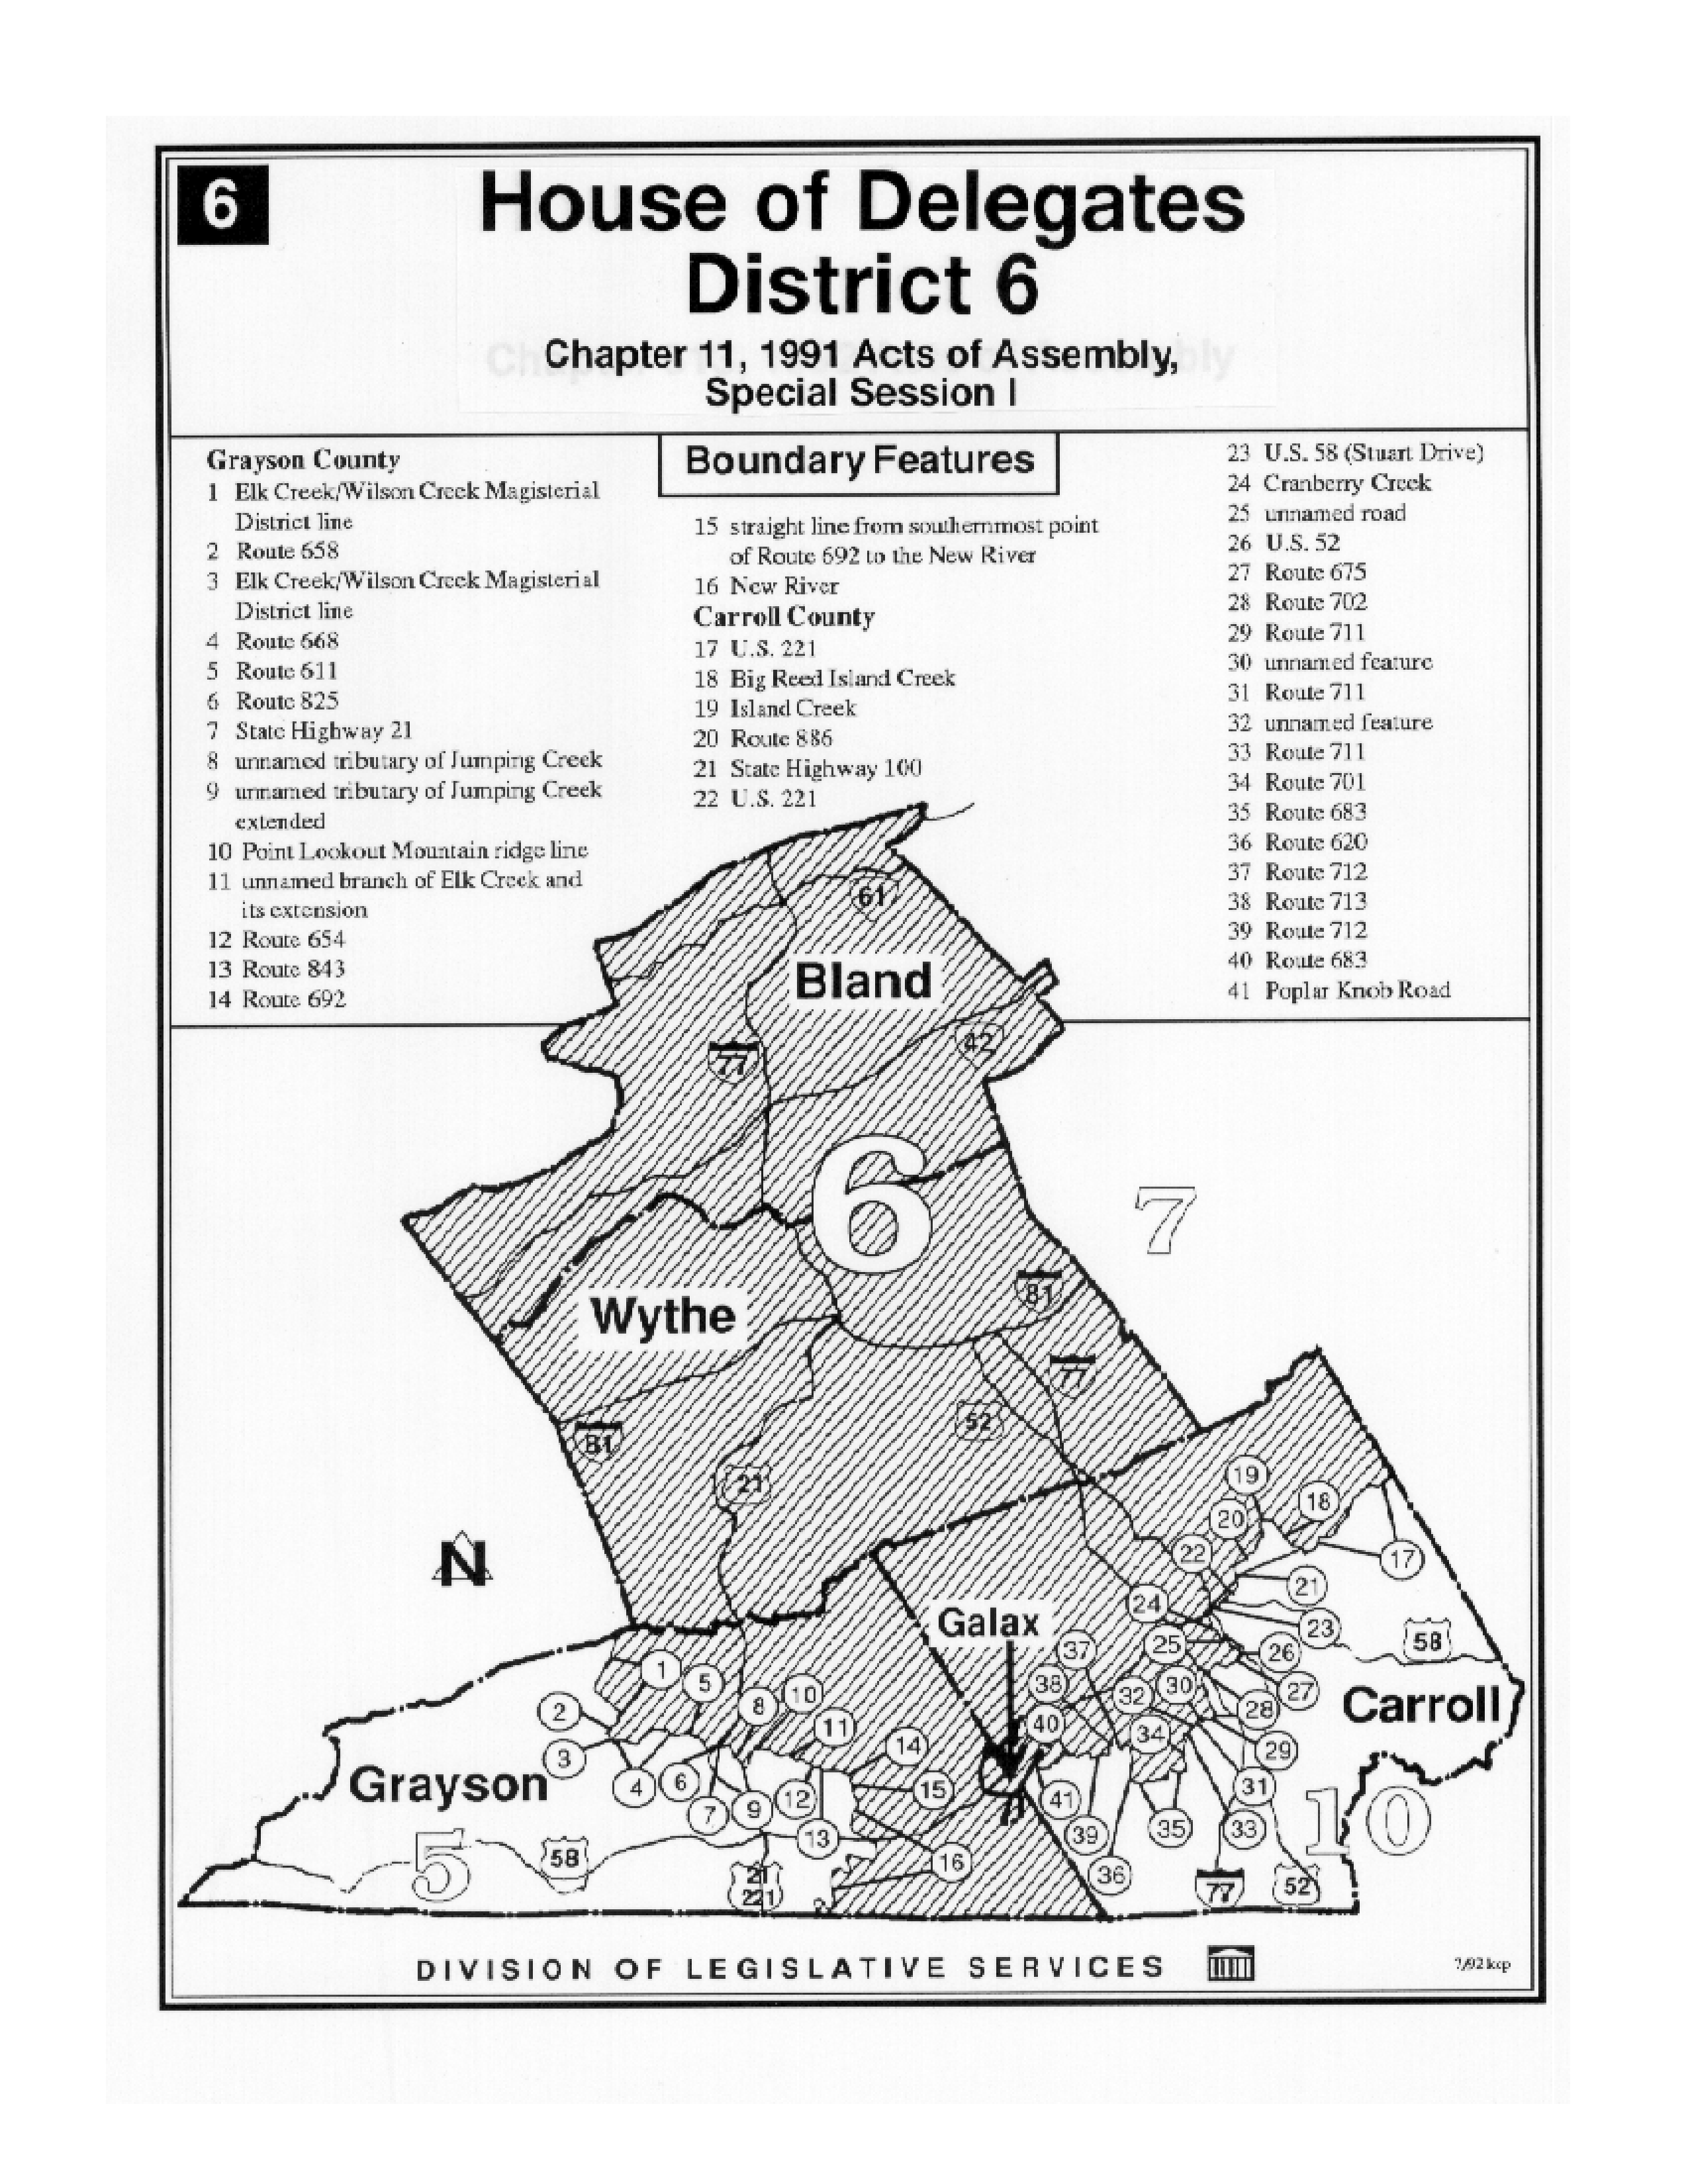 6
House of Delegates
District 6
Chapter 11, 1991 Acts of Assembly,
Special Session I
Boundary Features
Grayson County
1 Elk Creek/Wilson Creek Magisterial
District line
2 Route 658
3 Elk Creek/Wilson Creek Magisterial
District line
4 Route 668
5 Route 611
6 Route 825
7 State Highway 21
8 unnamed tributary of Jumping Creek
9 unnamed tributary of Jumping Creek
extended
10 Point Lookout Mountain ridge line
11 unnamed branch of Elk Creek and
its extension
12 Route 654
13 Route 843
14 Route 692
15 straight line from southernmost point
of Route 692 to the New River
16 New River
Carroll County
17 U.S. 221
18 Big Reed Island Creek
19 Island Creek
20 Route 886
21 State Highway 100
22 U.S. 221
23 U.S. 58 (Stuart Drive)
24 Cranberry Creek
25 unnamed road
26 U.S. 52
27 Route 675
28 Route 702
29 Route 711
30 unnamed feature
31 Route 711
32 unnamed feature
33 Route 711
34 Route 701
35 Route 683
36 Route 620
37 Route 712
38 Route 713
39 Route 712
40 Route 683
41 Poplar Knob Road
61
Bland
42
77
6
7
81
Wythe
77
52
81
21
19
18
20
22
17
N
21
24
Galax
23
58
37
25
26
1
5
38
30
27
10
32
8
28
Carroll
2
11
40
34
14
29
3
Grayson
4
6
15
31
12
41
9
7
10
13
39
35
33
5
58
16
36
21
221
77
52
DIVISION OF LEGISLATIVE SERVICES
7/92 kcp